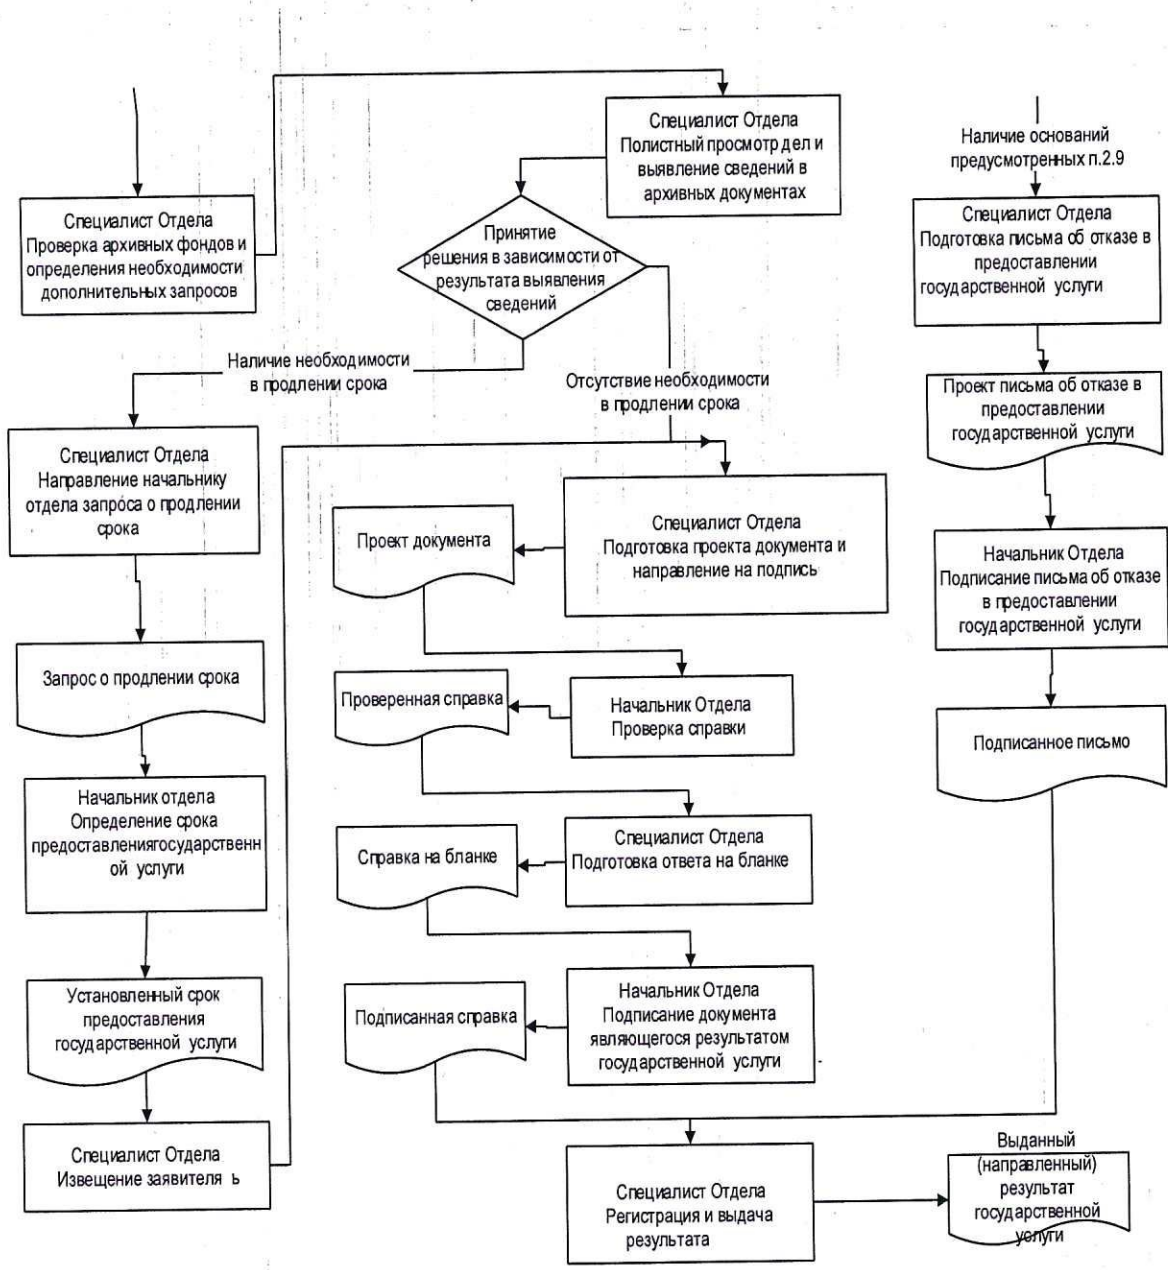 Специалист Отдела
Полистный просмотр дел и
выявление сведений в
архивных документах
Наличие оснований
предусмотренных п.2.9
Специалист Отдела
Проверка архивных фондов и
определения необходимости
дополнительных запросов
Принятие
решения в зависимости от
результата выявления
сведений
Специалист Отдела
Подготовка письма об отказе в
предоставлении
государственной услуги
Наличие необходимости
в продлении срока
Отсутствие необходимости
в продлении срока
Проект письма об отказе в
предоставлении
государственной услуги
Специалист Отдела
Направление начальнику
отдела запроса о продлении
срока
Проект документа
Специалист Отдела
Подготовка проекта документа и
направление на подпись
Начальник Отдела
Подписание письма об отказе
в предоставлении
государственной услуги
Запрос о продлении срока
Проверенная справка
Начальник Отдела
Проверка справки
Подписанное письмо
Начальник отдела
Определение срока
предоставлениягосударственн
ой услуги
Справка на бланке
Специалист Отдела
Подготовка ответа на бланке
Установленный срок
предоставления
государственной услуги
Подписанная справка
Начальник Отдела
Подписание документа
являющегося результатом
государственной услуги
Специалист Отдела
Извещение заявителя ь
Специалист Отдела
Регистрация и выдача
результата
Выданный
(направленный)
результат
государственной
услуги